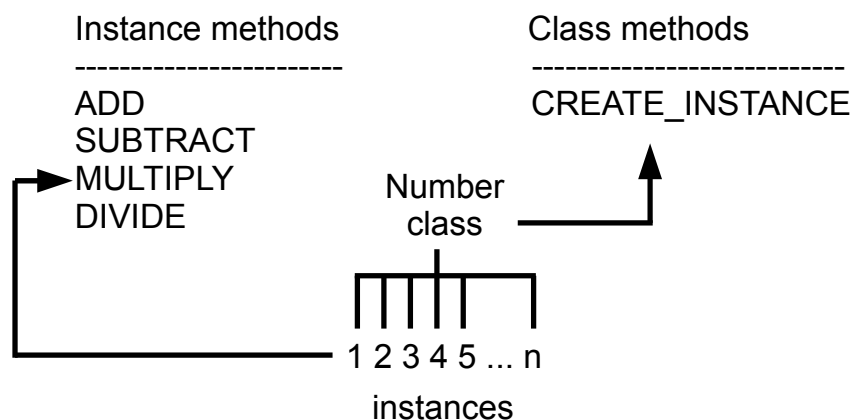 Instance methods
------------------------
ADD
SUBTRACT
MULTIPLY
DIVIDE
Class methods
----------------------------
CREATE_INSTANCE
Number
class
1 2 3 4 5 ... n
instances